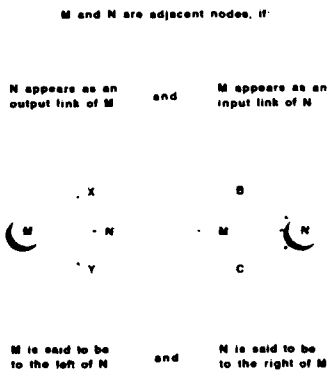 M and N are adjacent nodes, if
N appears as an
output link of M
and
M appears as an
input link of N
X
B
M
N
M
N
Y
C
M is said to be
to the left of N
and
N is said to be
to the right of M